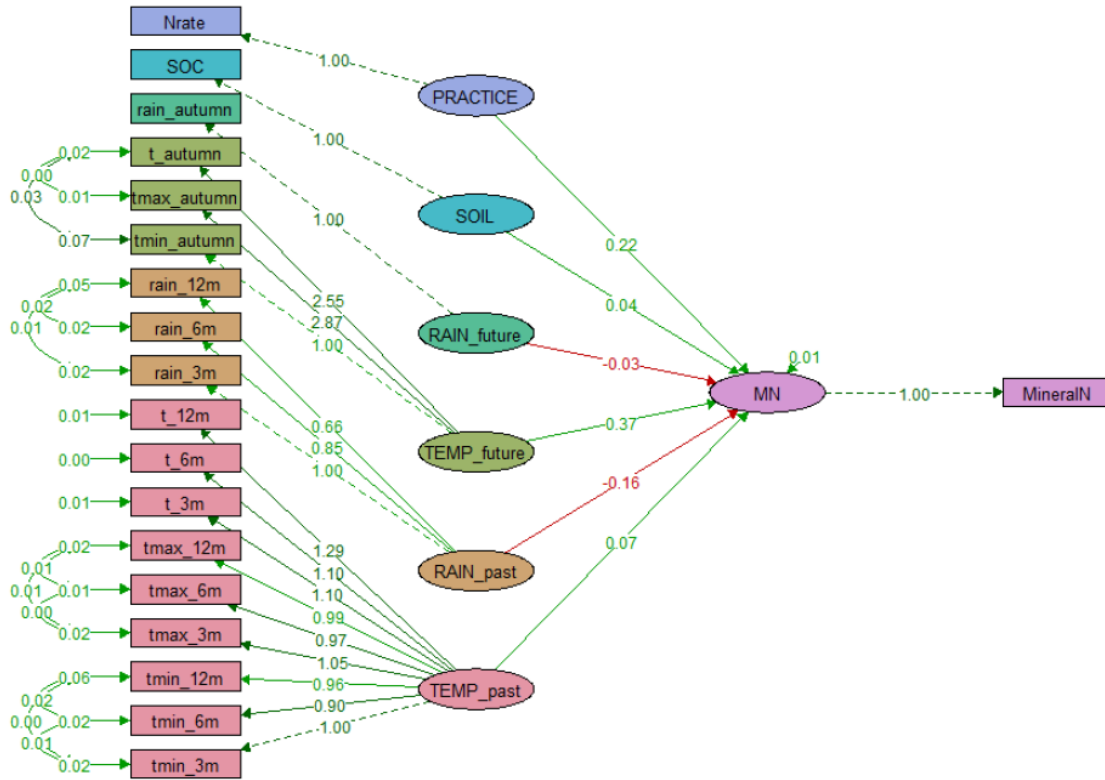 Nrate
SOC
rain_autumn
t_autumn
tmax_autumn
tmin_autumn
rain_12m
rain_6m
rain_3m
t_12m
t_6m
t_3m
tmax_12m
tmax_6m
tmax_3m
tmin_12m
tmin_6m
tmin_3m
0.02
0.00
0.01
0.03
0.07
0.05
0.02
0.02
0.01
0.02
0.01
0.00
0.01
0.02
0.01
0.01
0.01
0.00
0.02
0.06
0.02
0.00
0.02
0.01
0.02
1.00
1.00
1.00
2.55
2.87
1.00
0.66
0.85
1.00
1.29
1.10
1.10
0.99
0.97
1.05
0.96
0.90
1.00
PRACTICE
SOIL
RAIN_future
TEMP_future
RAIN_past
TEMP_past
0.22
0.04
-0.03
0.37
-0.16
0.07
0.01
MN
1.00
MineralN